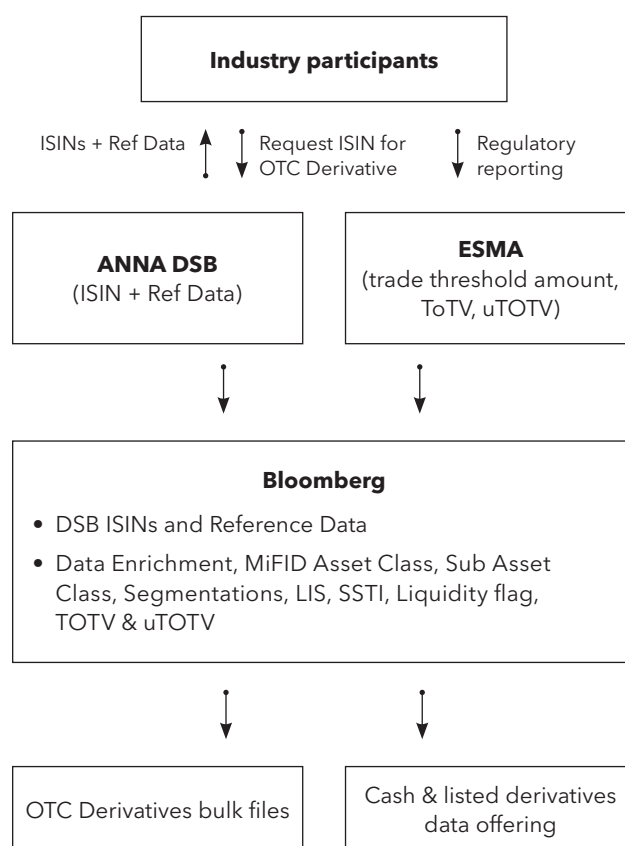 Industry participants
ISINs + Ref Data
Request ISIN for
OTC Derivative
Regulatory
reporting
ANNA DSB
(ISIN + Ref Data)
ESMA
(trade threshold amount,
ToTV, uTOTV)
Bloomberg
• DSB ISINs and Reference Data
• Data Enrichment, MiFID Asset Class, Sub Asset
Class, Segmentations, LIS, SSTI, Liquidity flag,
TOTV & uTOTV
OTC Derivatives bulk files
Cash & listed derivatives
data offering